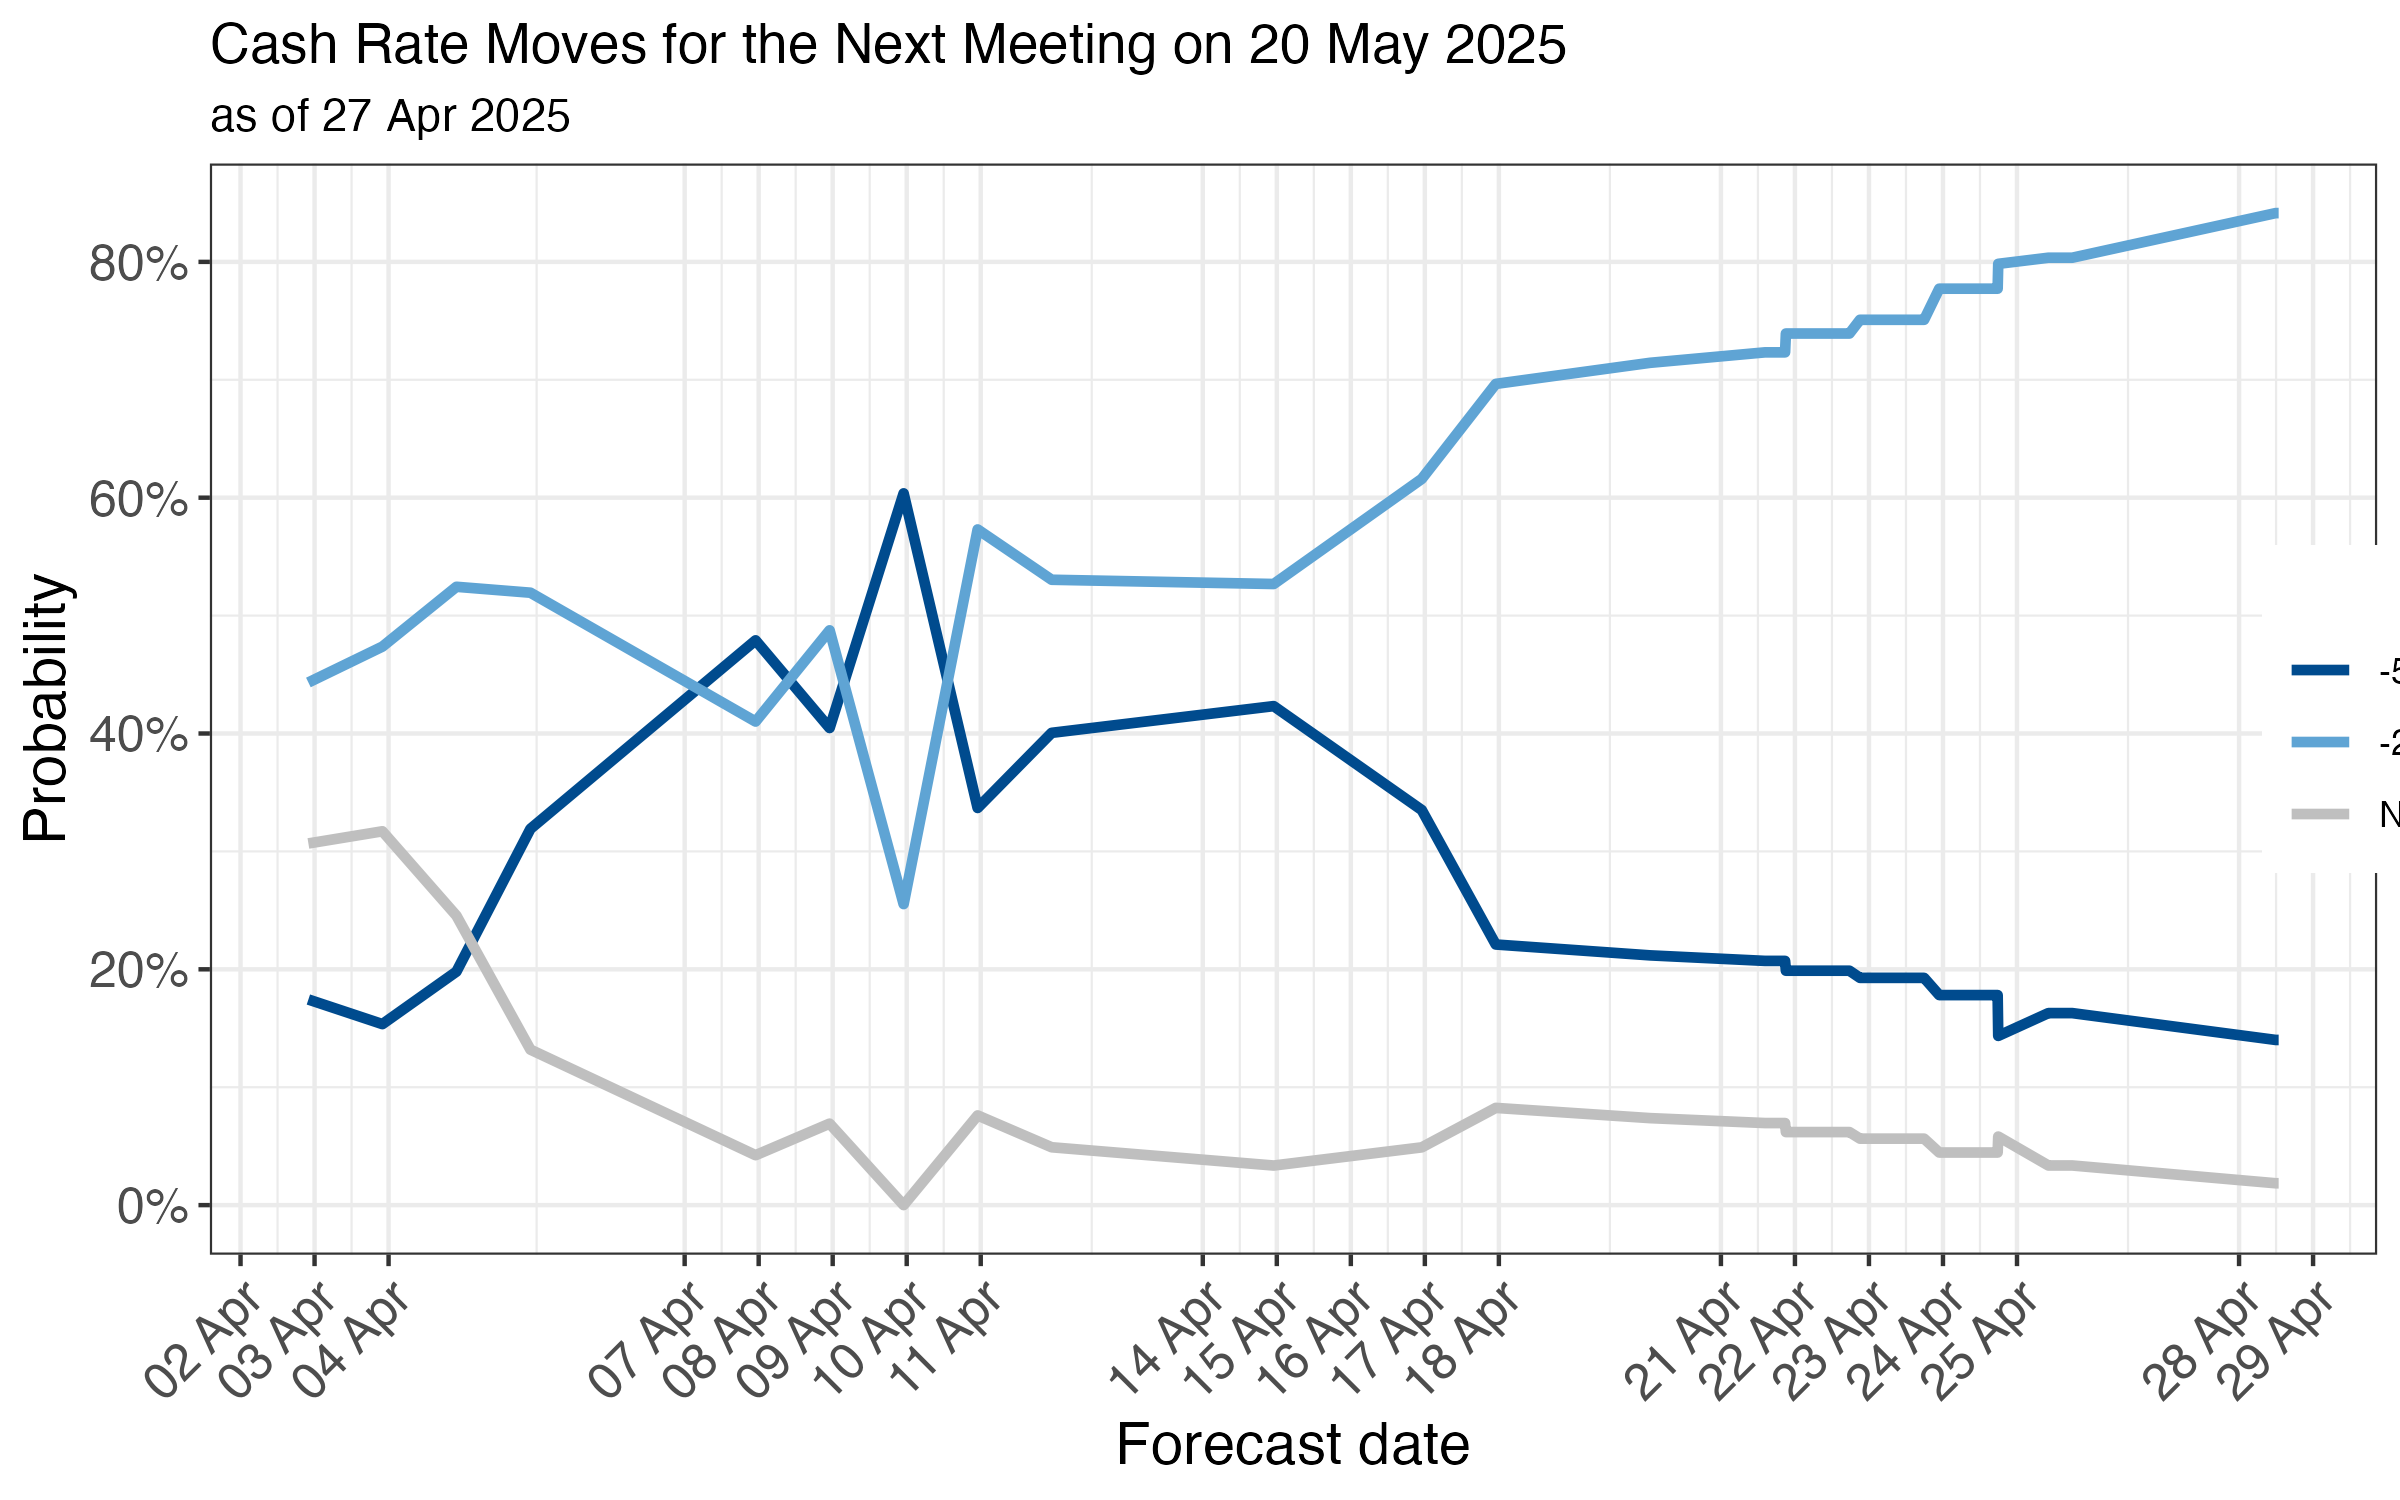 Cash Rate Moves for the Next Meeting on 20 May 2025
as of 27 Apr 2025
Probability
80%
60%
40%
20%
0%
-5
-2
N
02 Apr
03 Apr
04 Apr
07 Apr
08 Apr
09 Apr
10 Apr
11 Apr
14 Apr
15 Apr
16 Apr
17 Apr
18 Apr
21 Apr
22 Apr
23 Apr
24 Apr
25 Apr
28 Apr
29 Apr
Forecast date